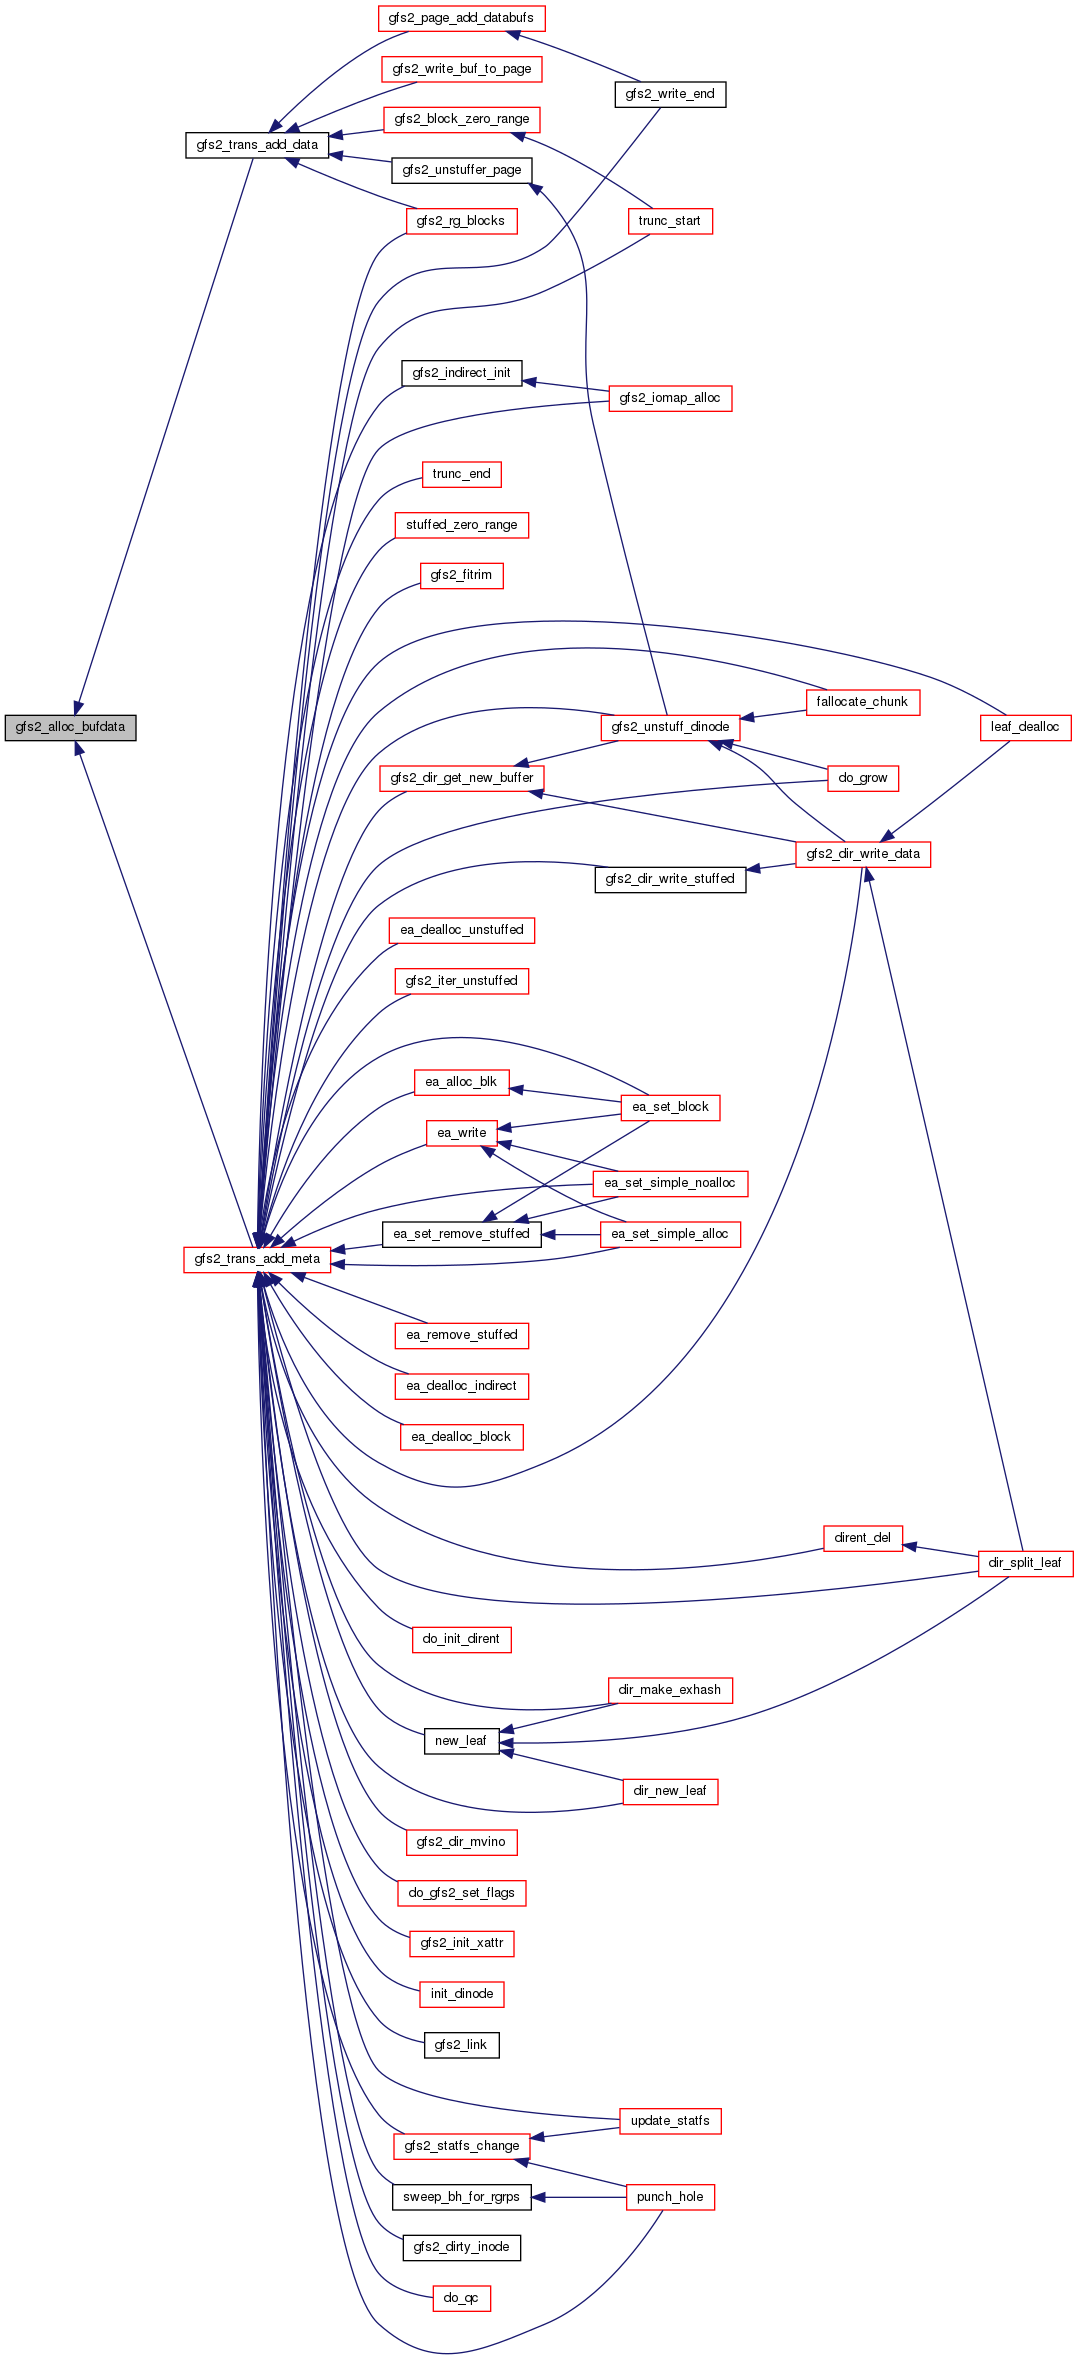 gfs2_page_add_databufs
gfs2_write_buf_to_page
gfs2_write_end
gfs2_block_zero_range
gfs2_trans_add_data
gfs2_unstuffer_page
gfs2_rg_blocks
trunc_start
gfs2_indirect_init
gfs2_iomap_alloc
trunc_end
stuffed_zero_range
gfs2_fitrim
fallocate_chunk
gfs2_alloc_bufdata
gfs2_unstuff_dinode
leaf_dealloc
gfs2_dir_get_new_buffer
do_grow
gfs2_dir_write_data
gfs2_dir_write_stuffed
ea_dealloc_unstuffed
gfs2_iter_unstuffed
ea_alloc_blk
ea_set_block
ea_write
ea_set_simple_noalloc
ea_set_remove_stuffed
ea_set_simple_alloc
gfs2_trans_add_meta
ea_remove_stuffed
ea_dealloc_indirect
ea_dealloc_block
dirent_del
dir_split_leaf
do_init_dirent
dir_make_exhash
new_leaf
dir_new_leaf
gfs2_dir_mvino
do_gfs2_set_flags
gfs2_init_xattr
init_dinode
gfs2_link
update_statfs
gfs2_statfs_change
sweep_bh_for_rgrps
punch_hole
gfs2_dirty_inode
do_qc